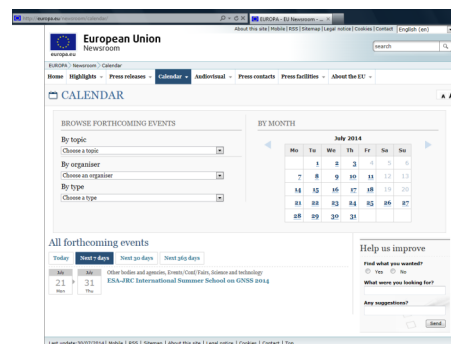 http://europa.eu/newsroom/calendar/
EUROPA - EU Newsroom - ...
About this site | Mobile | RSS | Sitemap | Legal notice | Cookies | Contact English (en)
European Union
Newsroom
europa.eu
search
EUROPA > Newsroom > Calendar
Home Highlights Press releases Calendar Audiovisual Press contacts Press facilities About the EU
CALENDAR
A A
BROWSE FORTHCOMING EVENTS
By topic
Choose a topic
By organiser
Choose an organiser
By type
Choose a type
BY MONTH
July 2014
Mo Tu We Th Fr Sa Su
1 2 3 4 5 6
7 8 9 10 11 12 13
14 15 16 17 18 19 20
21 22 23 24 25 26 27
28 29 30 31
All forthcoming events
Today Next 7 days Next 30 days Next 365 days
July July
21 31
Mon Thu
Other bodies and agencies, Events/Conf/Fairs, Science and technology
ESA-JRC International Summer School on GNSS 2014
Help us improve
Find what you wanted?
Yes No
What were you looking for?
Any suggestions?
Send
Last update: 30/07/2014 | Mobile | RSS | Sitemap | About this site | Legal notice | Cookies | Contact | Top